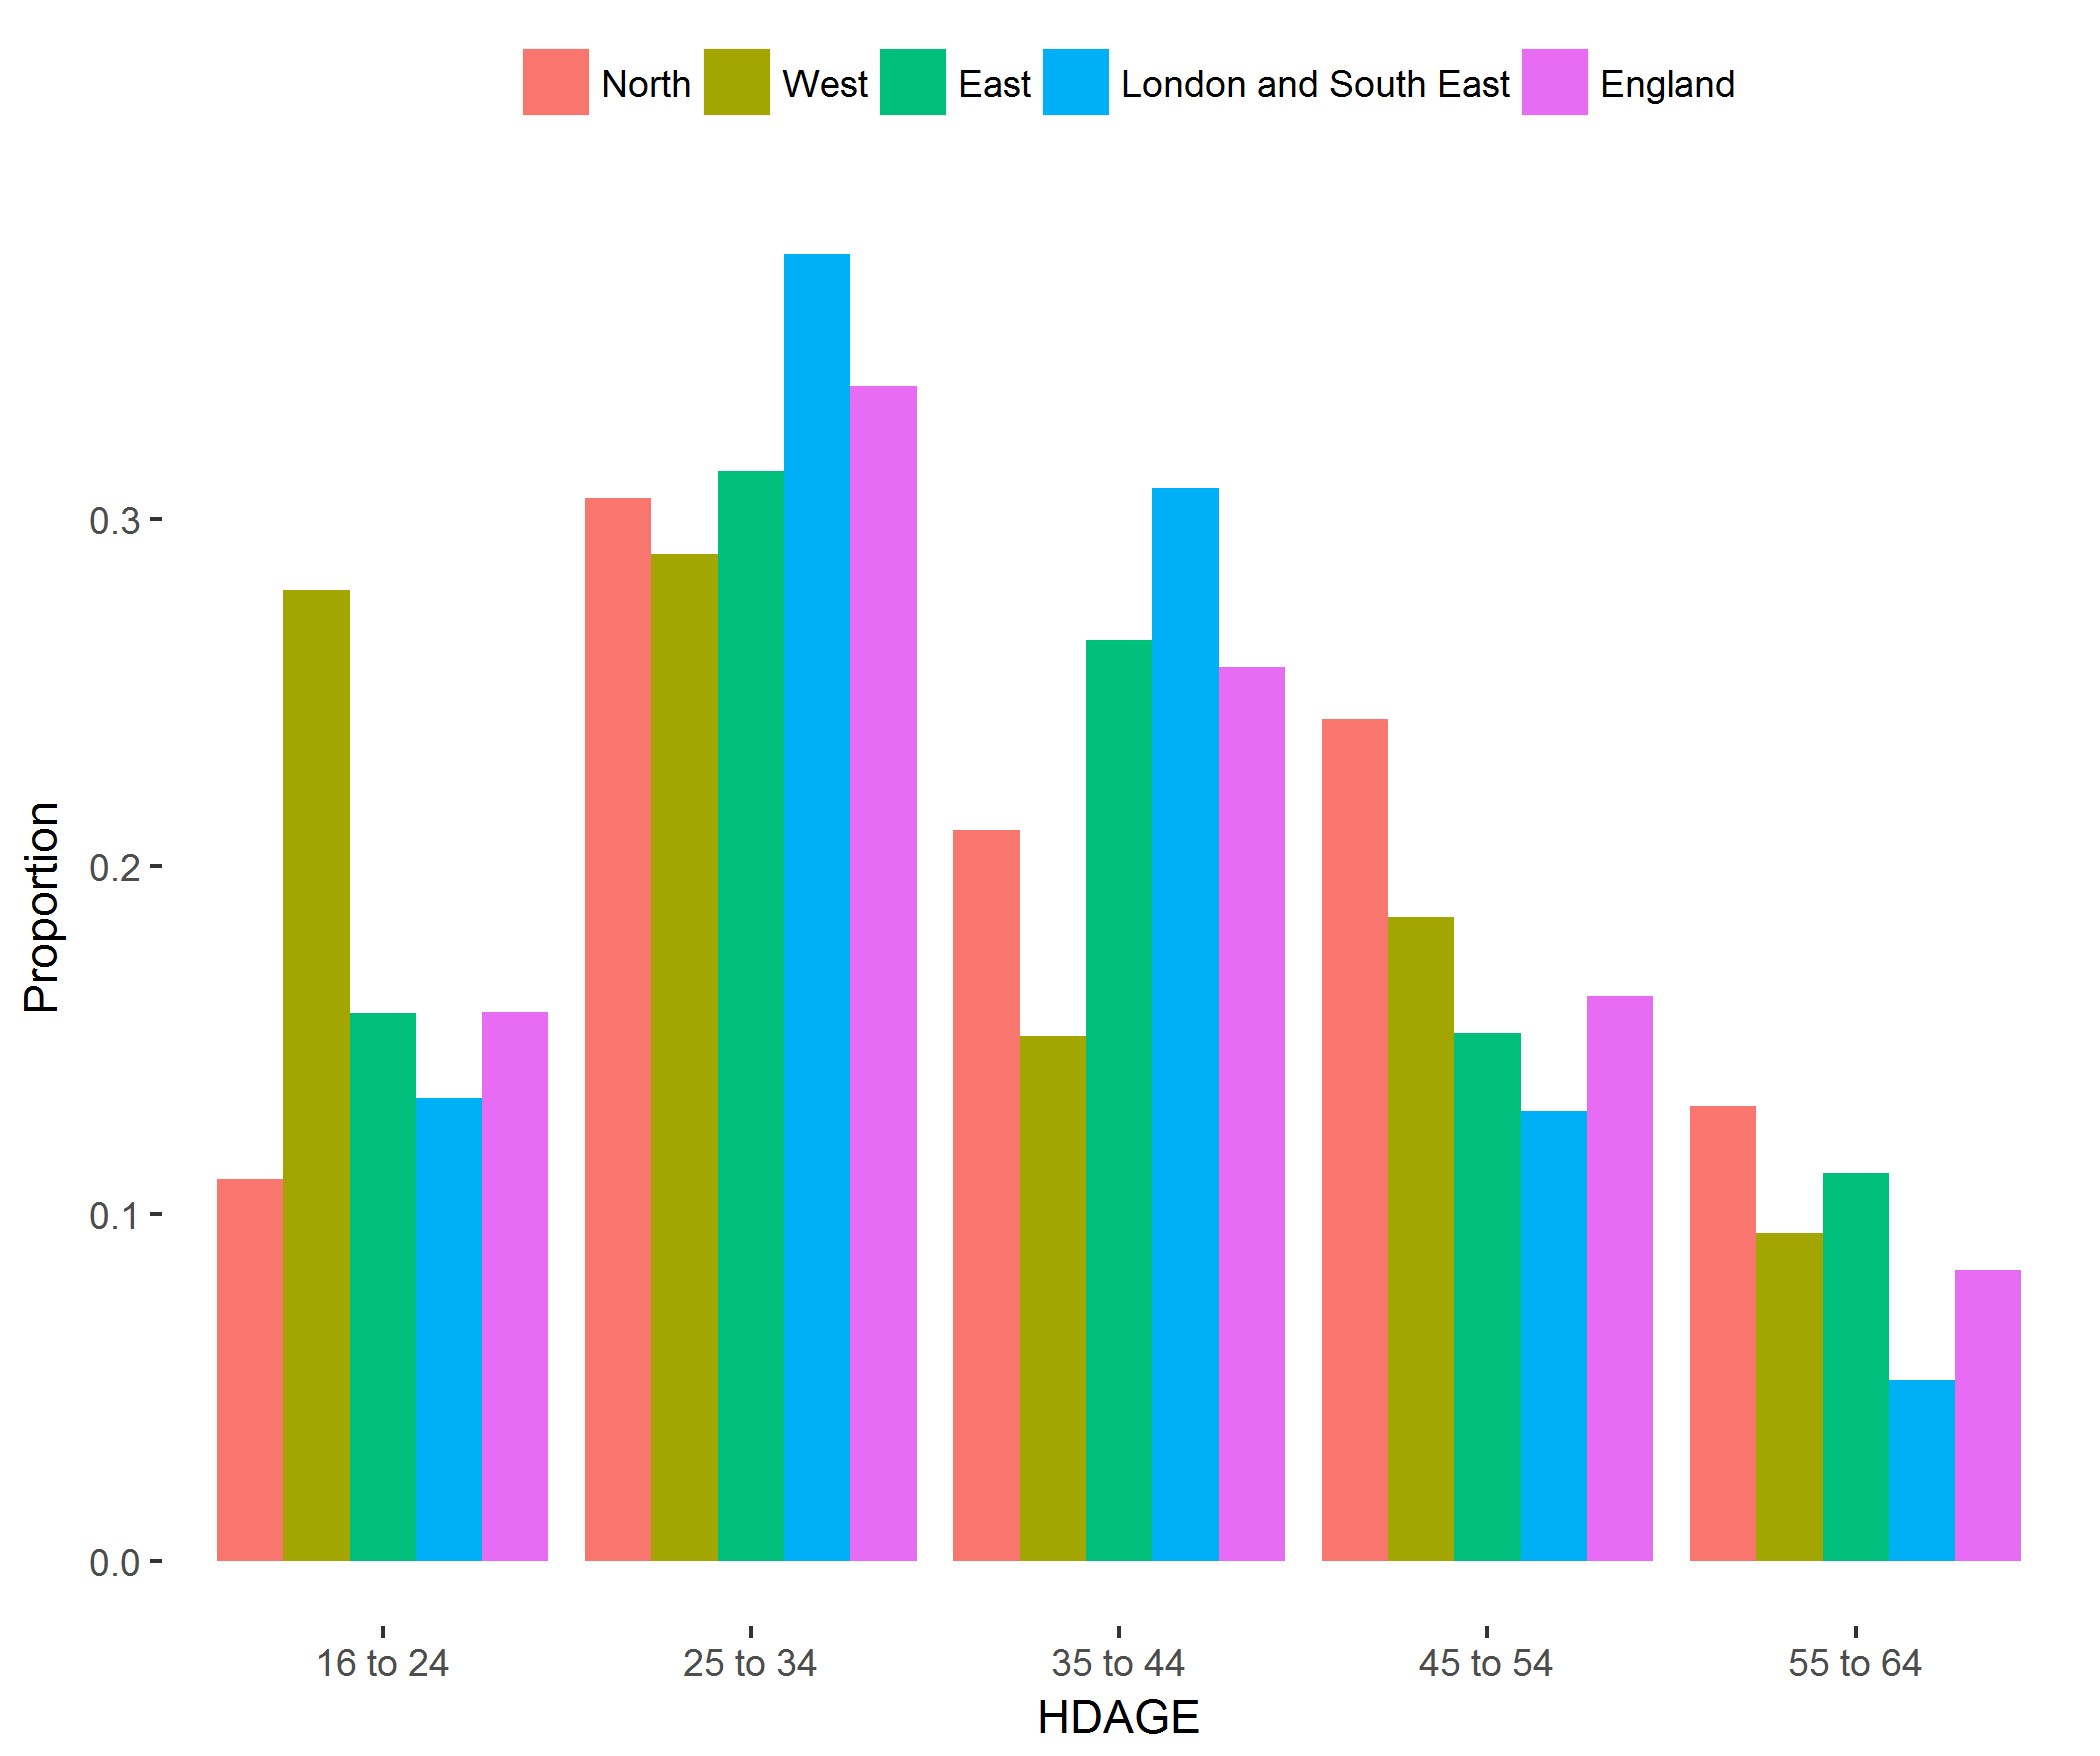 North West East London and South East England
Proportion
0.3
0.2
0.1
0.0
16 to 24 25 to 34 35 to 44 45 to 54 55 to 64
HDAGE